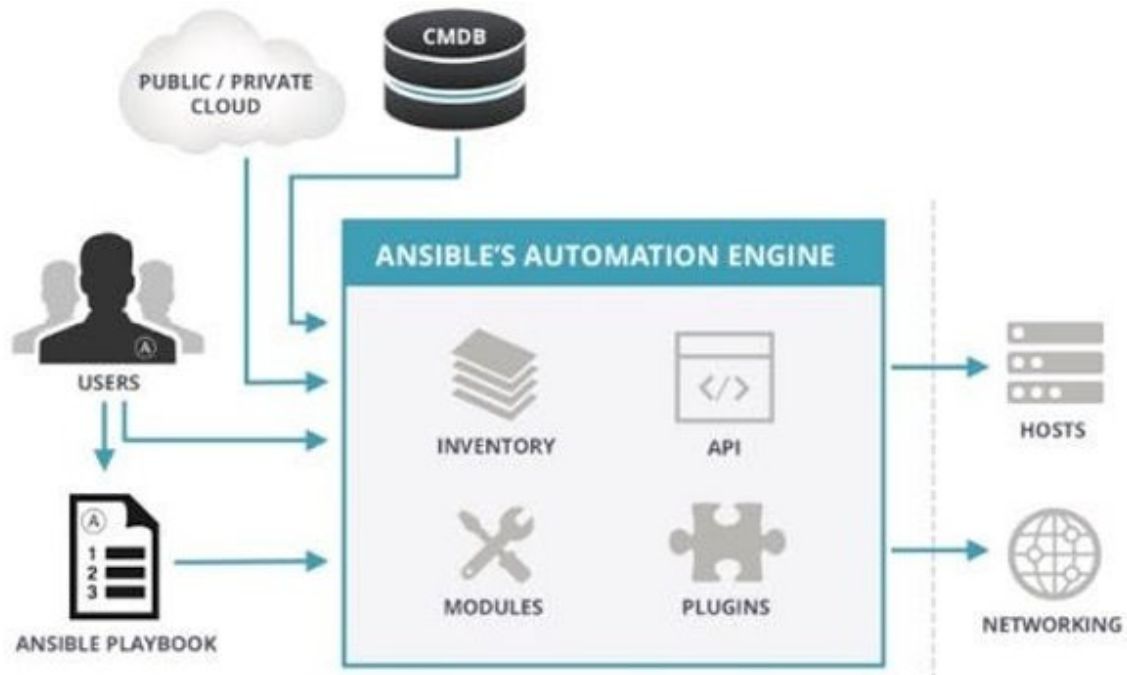 CMDB
PUBLIC / PRIVATE
CLOUD
ANSIBLE'S AUTOMATION ENGINE
A
USERS
INVENTORY
</>
API
HOSTS
A
1
2
3
MODULES
PLUGINS
NETWORKING
ANSIBLE PLAYBOOK